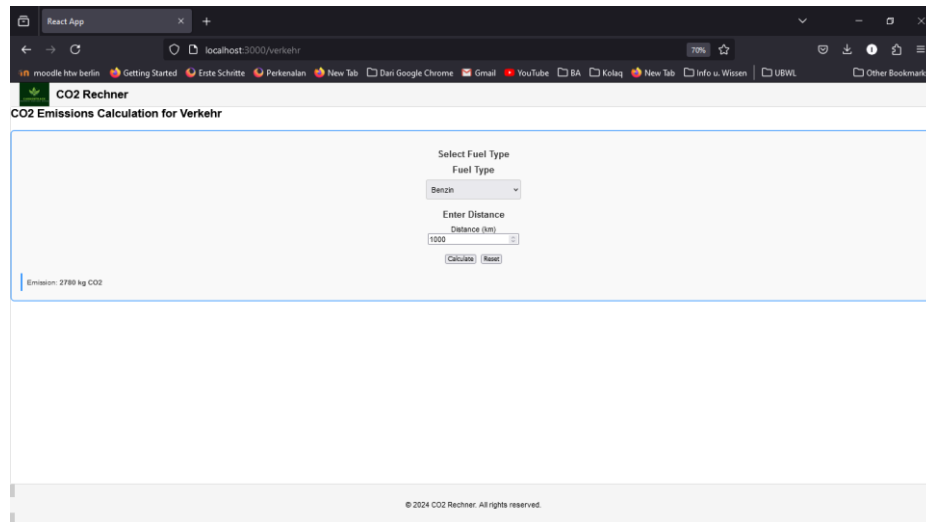 React App
localhost:3000/verkehr
70%
moodle htw berlin Getting Started Erste Schritte Perkenalan New Tab Dari Google Chrome Gmail YouTube BA Kolaq New Tab Info u. Wissen UBWL Other Bookmark
CO2 Rechner
CO2 Emissions Calculation for Verkehr
Select Fuel Type
Fuel Type
Benzin
Enter Distance
Distance (km)
1000
Calculate Reset
Emission: 2780 kg CO2
© 2024 CO2 Rechner. All rights reserved.